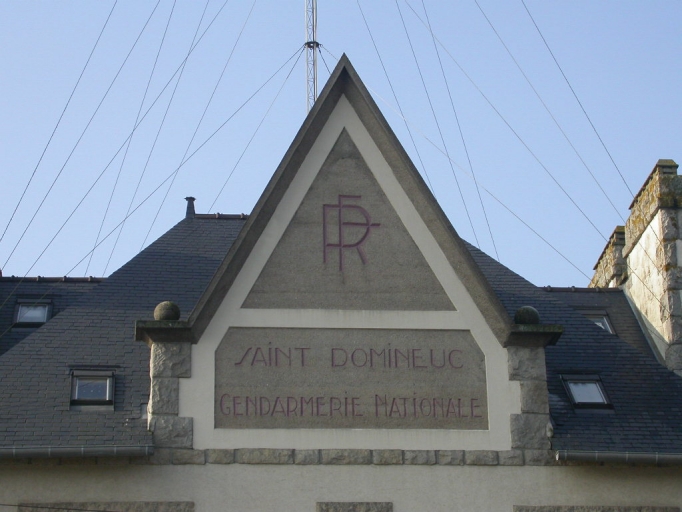 RF
SAINT DOMINEUC
GENDARMERIE NATIONALE